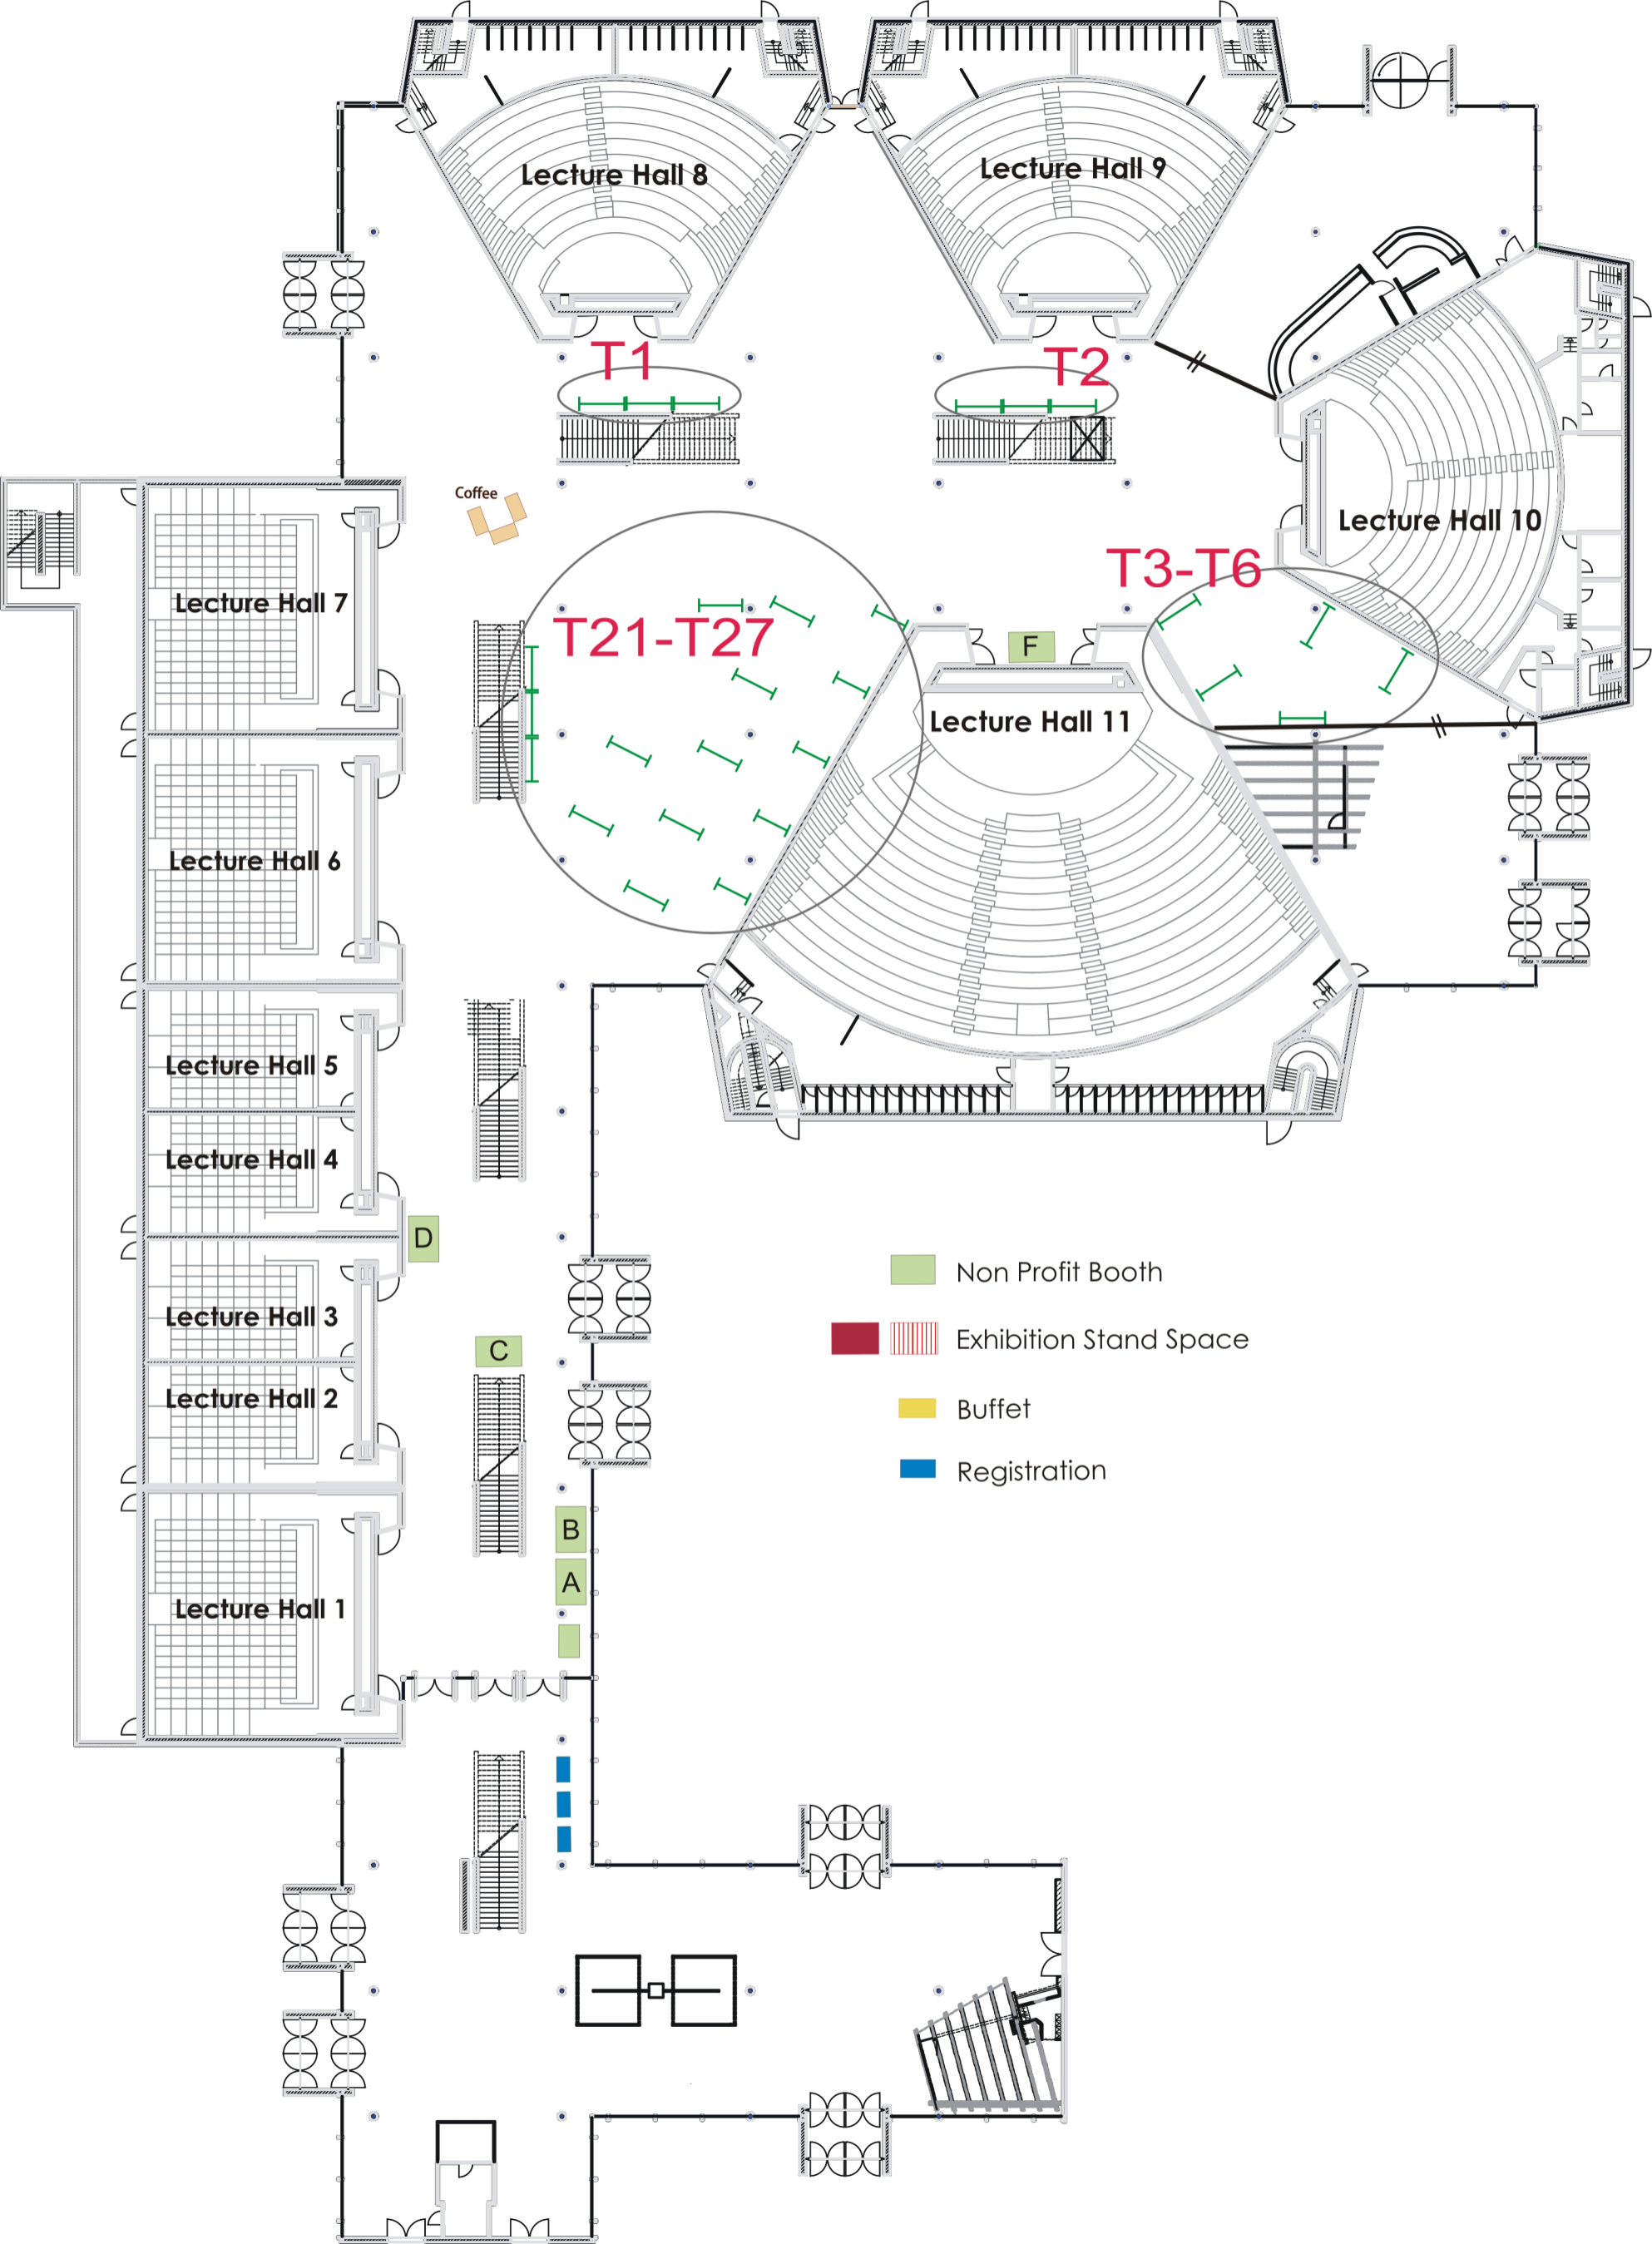 Lecture Hall 8
Lecture Hall 9
T1
T2
Coffee
Lecture Hall 10
T3-T6
Lecture Hall 7
T21-T27
F
Lecture Hall 11
Lecture Hall 6
Lecture Hall 5
Lecture Hall 4
D
Non Profit Booth
Lecture Hall 3
Exhibition Stand Space
C
Lecture Hall 2
Buffet
Registration
B
A
Lecture Hall 1